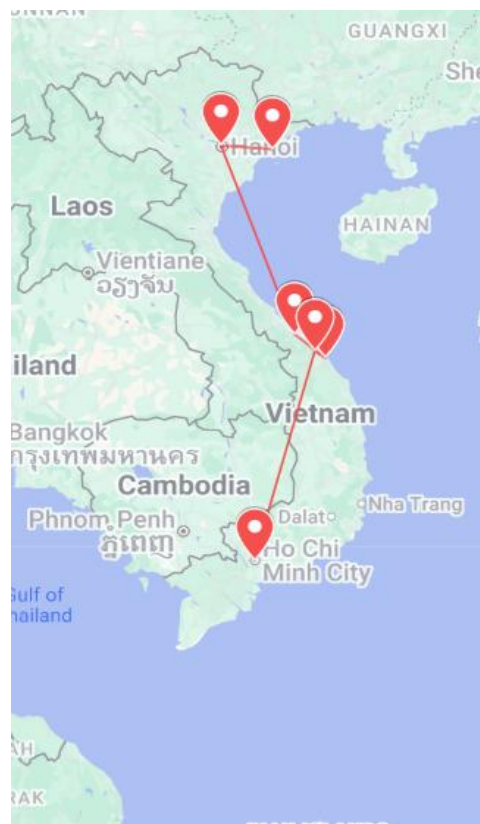 GUANGXI
She
Hanoi
Laos
HAINAN
Vientiane
ວຽງຈັນ
iland
Vietnam
Bangkok
กรุงเทพมหานคร
Cambodia
Nha Trang
Dalat
Phnom Penh
ភ្នំពេញ
Ho Chi
Minh City
Gulf of
hailand
AH
RAK